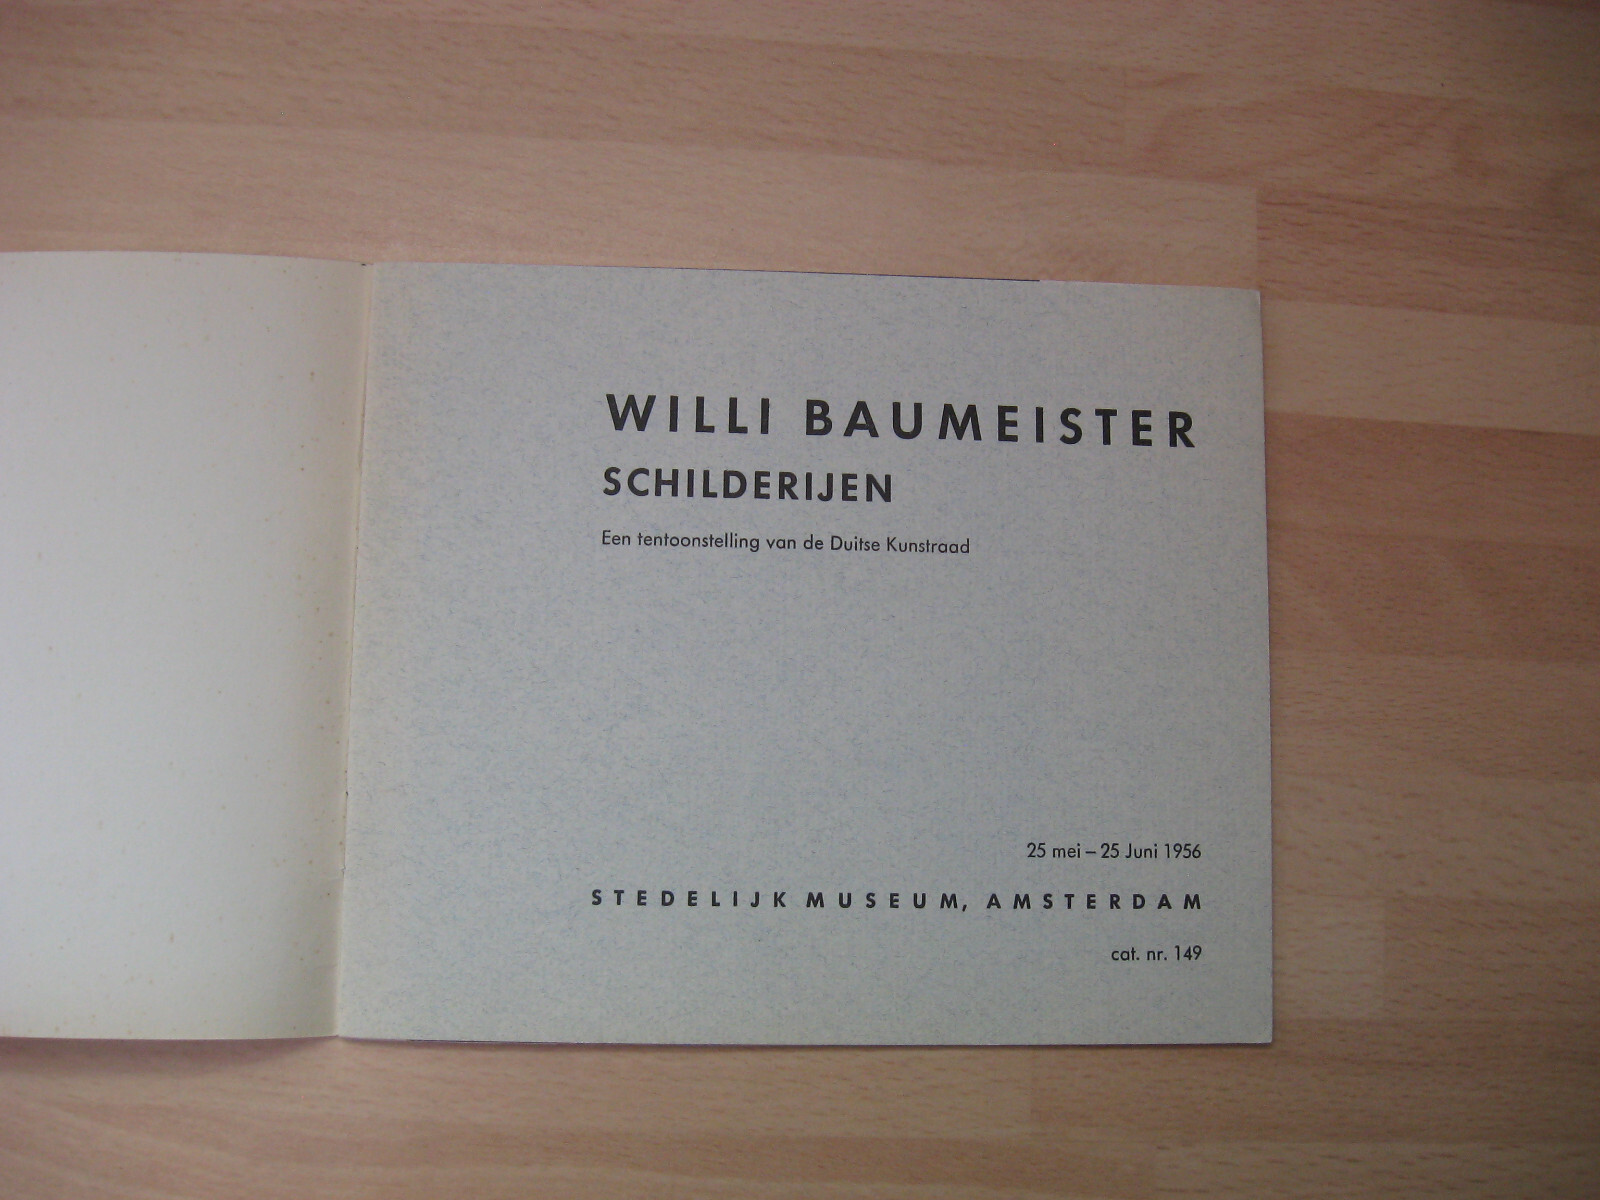 WILLI BAUMEISTER
SCHILDERIJEN
Een tentoonstelling van de Duitse Kunstraad
25 mei – 25 Juni 1956
STEDELIJK MUSEUM, AMSTERDAM
cat. nr. 149